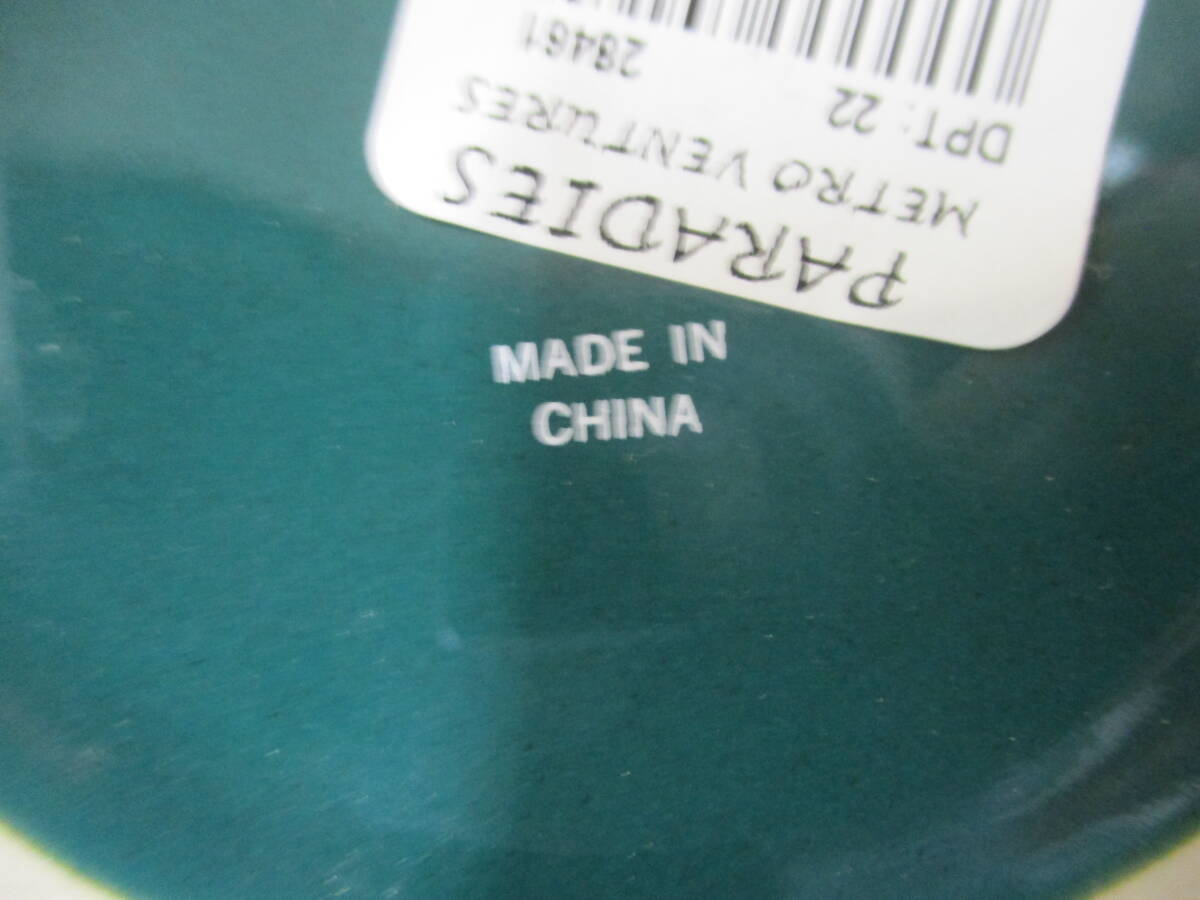 PARADIES
METRO VENTURES
DPT: 22 28461
MADE IN
CHINA